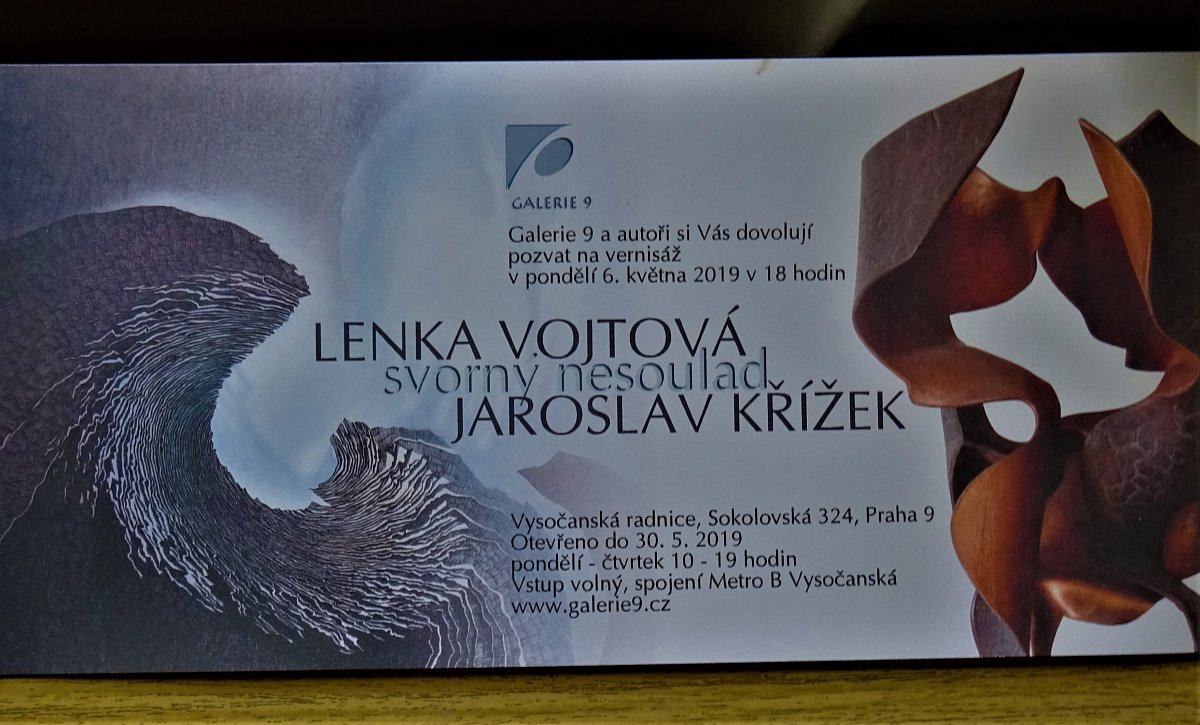 GALERIE 9
Galerie 9 a autoři si Vás dovolují
pozvat na vernisáž
v pondělí 6. května 2019 v 18 hodin
LENKA VOJTOVÁ
svorný nesoulad
JAROSLAV KŘÍŽEK
Vysočanská radnice, Sokolovská 324, Praha 9
Otevřeno do 30. 5. 2019
pondělí - čtvrtek 10 - 19 hodin
Vstup volný, spojení Metro B Vysočanská
www.galerie9.cz